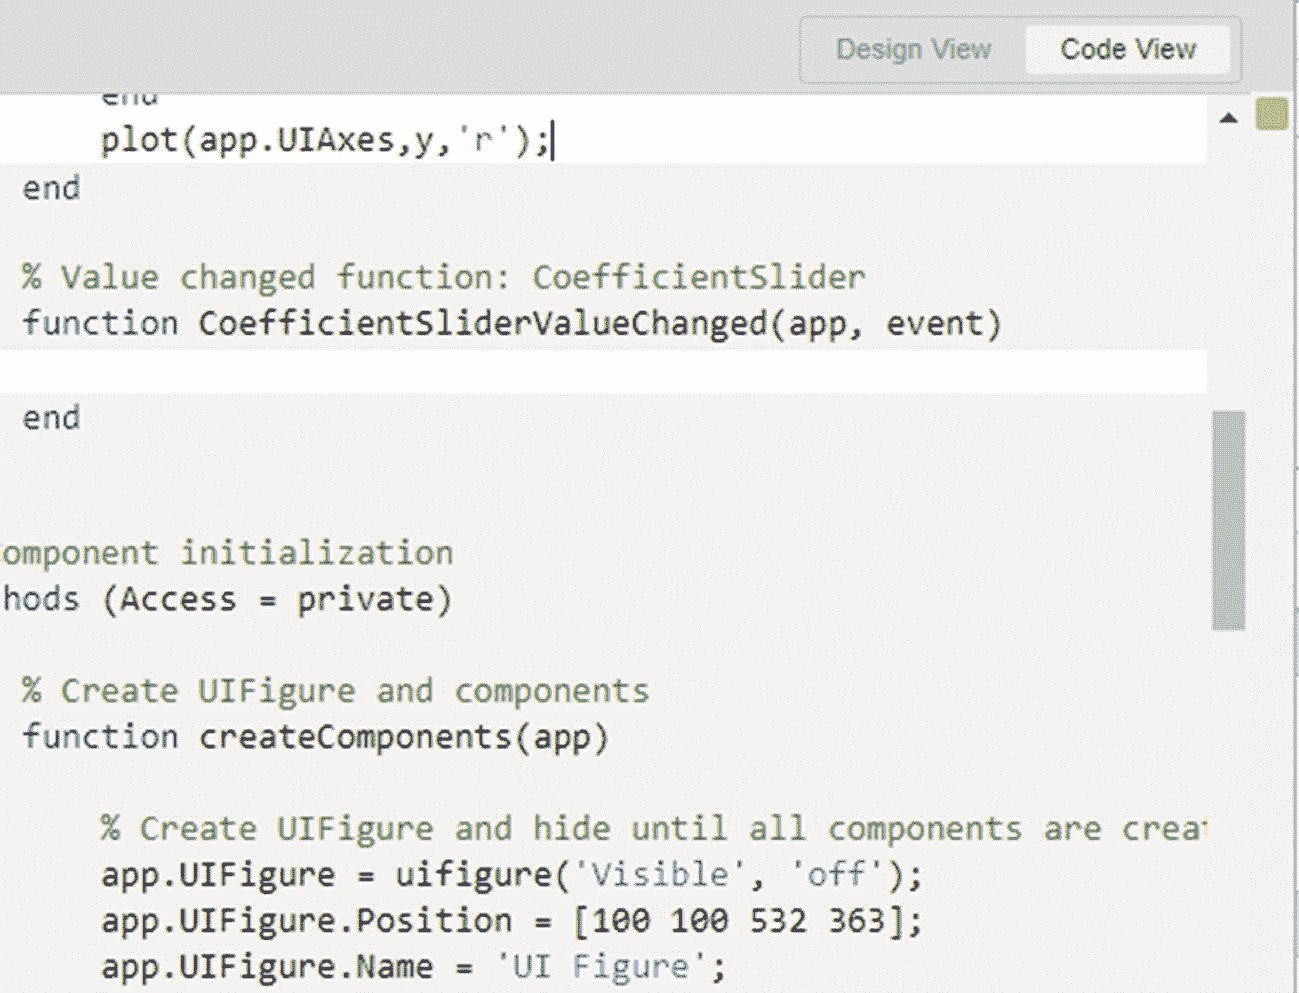 Design View Code View
end
plot(app.UIAxes,y,'r');
end
% Value changed function: CoefficientSlider
function CoefficientSliderValueChanged(app, event)
end
omponent initialization
hods (Access = private)
% Create UIFigure and components
function createComponents(app)
% Create UIFigure and hide until all components are crea
app.UIFigure = uifigure('Visible', 'off');
app.UIFigure.Position = [100 100 532 363];
app.UIFigure.Name = 'UI Figure';